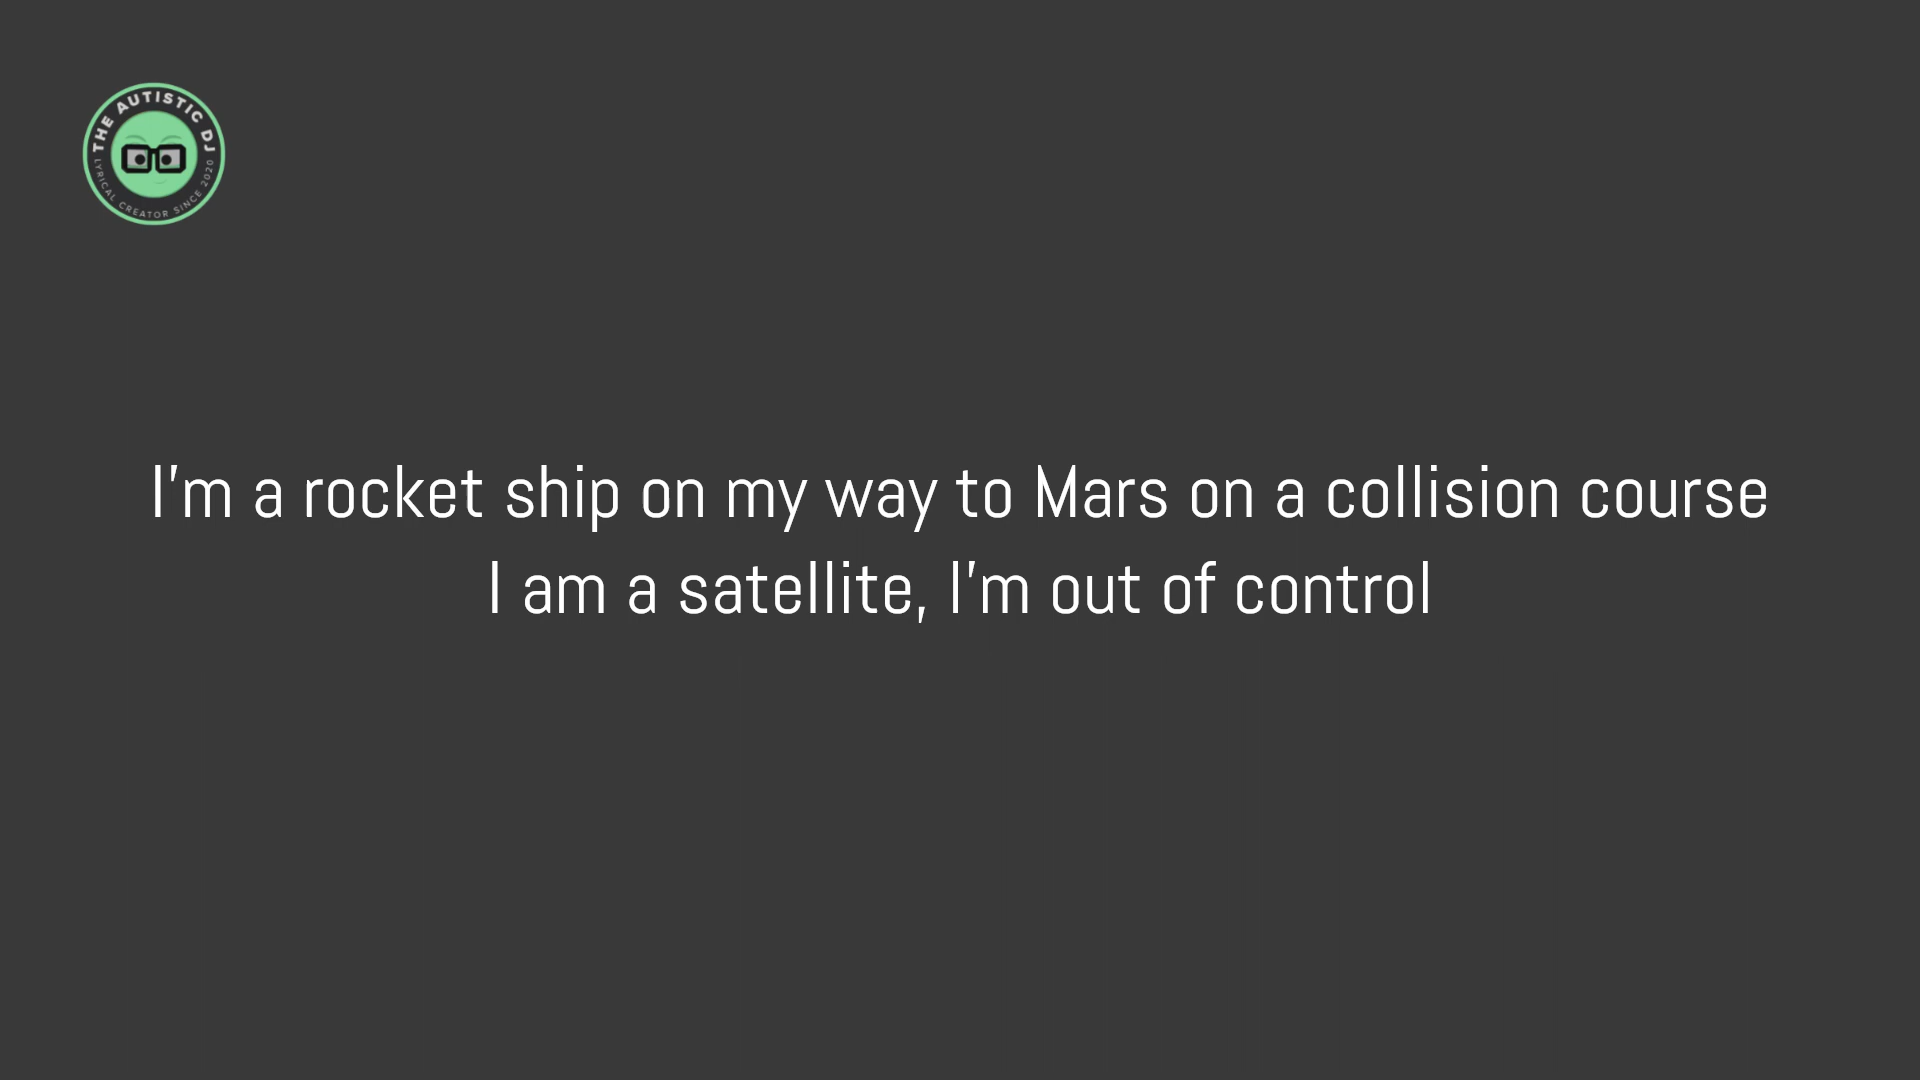 THE AUTISTIC DJ
LYRICAL CREATOR SINCE 2020
I'm a rocket ship on my way to Mars on a collision course
I am a satellite, I'm out of control